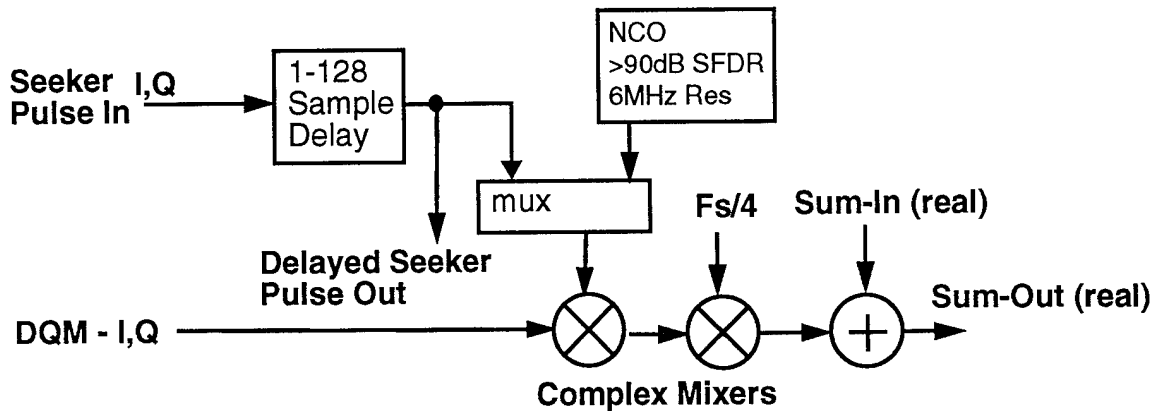 NCO
>90dB SFDR
6MHz Res
Seeker I,Q
Pulse In
1-128
Sample
Delay
mux
Fs/4
Sum-In (real)
Delayed Seeker
Pulse Out
Sum-Out (real)
DQM - I,Q
Complex Mixers